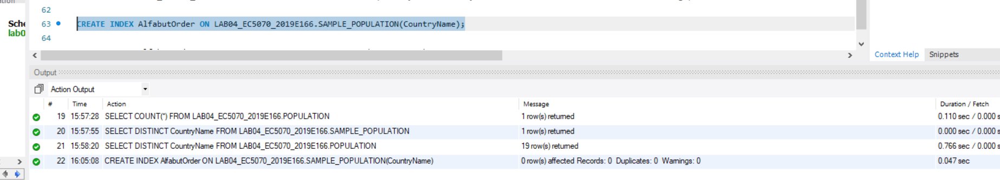 ation
62
Sche
63 CREATE INDEX AlfabutOrder ON LAB04_EC5070_2019E166.SAMPLE_POPULATION(CountryName);
lab0
64
Context Help Snippets
Output
Action Output
# Time Action Message Duration / Fetch
19 15:57:28 SELECT COUNT(*) FROM LAB04_EC5070_2019E166.POPULATION 1 row(s) returned 0.110 sec / 0.000 s
20 15:57:55 SELECT DISTINCT CountryName FROM LAB04_EC5070_2019E166.SAMPLE_POPULATION 1 row(s) returned 0.000 sec / 0.000 s
21 15:58:20 SELECT DISTINCT CountryName FROM LAB04_EC5070_2019E166.POPULATION 19 row(s) returned 0.766 sec / 0.000 s
22 16:05:08 CREATE INDEX AlfabutOrder ON LAB04_EC5070_2019E166.SAMPLE_POPULATION(CountryName) 0 row(s) affected Records: 0 Duplicates: 0 Warnings: 0 0.047 sec